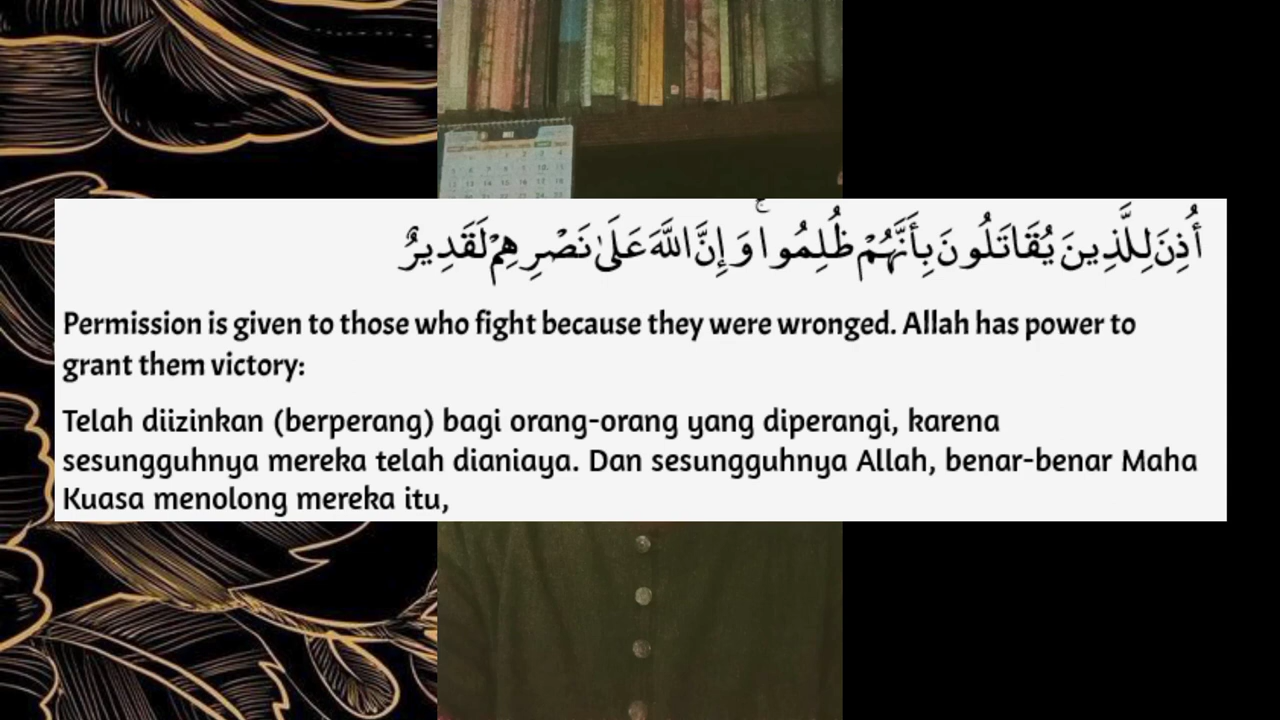 أُذِنَ لِلَّذِينَ يُقَاتَلُونَ بِأَنَّهُمْ ظُلِمُوا ۚ وَإِنَّ اللَّهَ عَلَىٰ نَصْرِهِمْ لَقَدِيرٌ
Permission is given to those who fight because they were wronged. Allah has power to
grant them victory:
Telah diizinkan (berperang) bagi orang-orang yang diperangi, karena
sesungguhnya mereka telah dianiaya. Dan sesungguhnya Allah, benar-benar Maha
Kuasa menolong mereka itu,